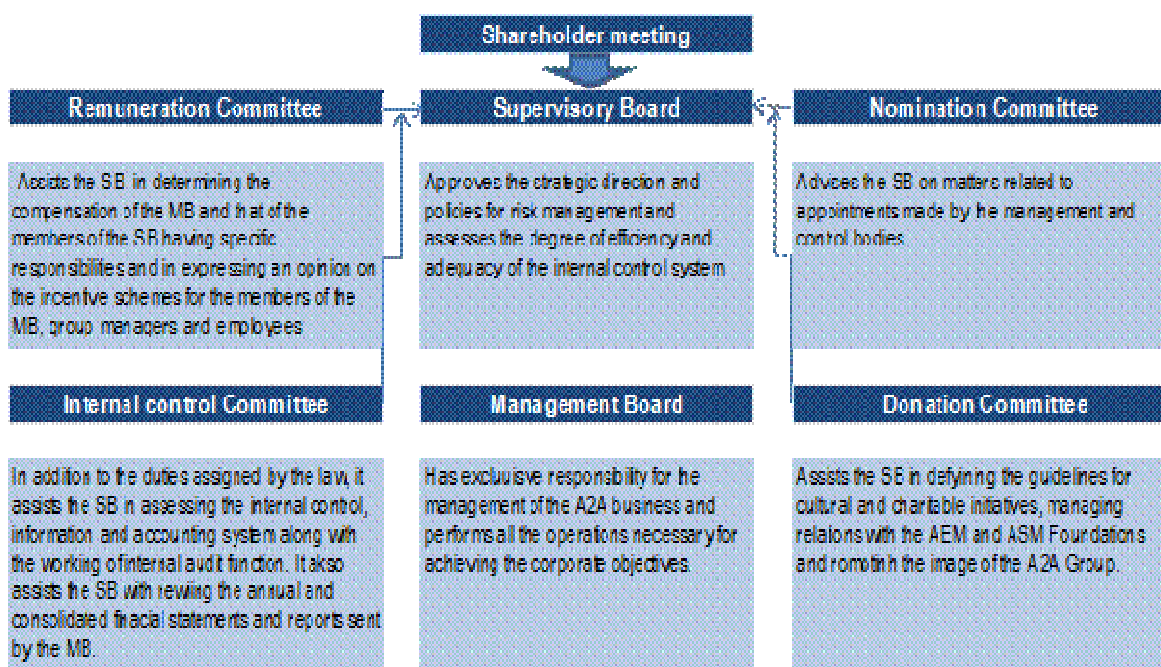 Shareholder meeting
Remuneration Committee
Supervisory Board
Nomination Committee
Assists the SB in determining the
compensation of the MB and that of the
members of the SB having specific
responsibilities and in expressing an opinion on
the incentive schemes for the members of the
MB, group managers and employees
Approves the strategic direction and
policies for risk management and
assesses the degree of efficiency and
adequacy of the internal control system
Advises the SB on matters related to
appointments made by he management and
control bodies
Internal control Committee
Management Board
Donation Committee
In addition to the duties assigned by the law, it
assists the SB in assessing the internal control,
information and accounting system along with
the working of internal audit function. It akso
assists the SB with rewiing the annual and
consolidated finacial statements and reports sent
by the MB.
Has excluuisve responsibility for he
management of the A2A business and
performs all the operations necessary for
achieving the corporate objectives.
Assists the SB in defyining the guidelines for
cultural and charitable initiatives, managing
relaions with the AEM and ASM Foundations
and romotinh the image of the A2A Group.